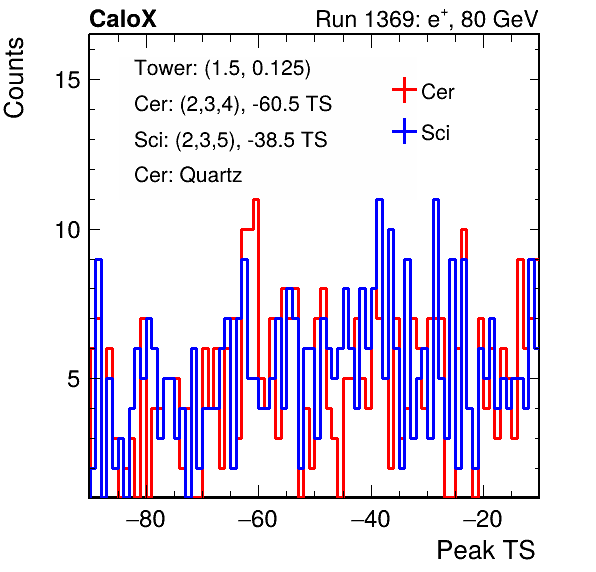 CaloX Run 1369: e⁺, 80 GeV
Counts
15
10
5
Tower: (1.5, 0.125)
Cer: (2,3,4), -60.5 TS
Sci: (2,3,5), -38.5 TS
Cer: Quartz
Cer
Sci
−80 −60 −40 −20
Peak TS